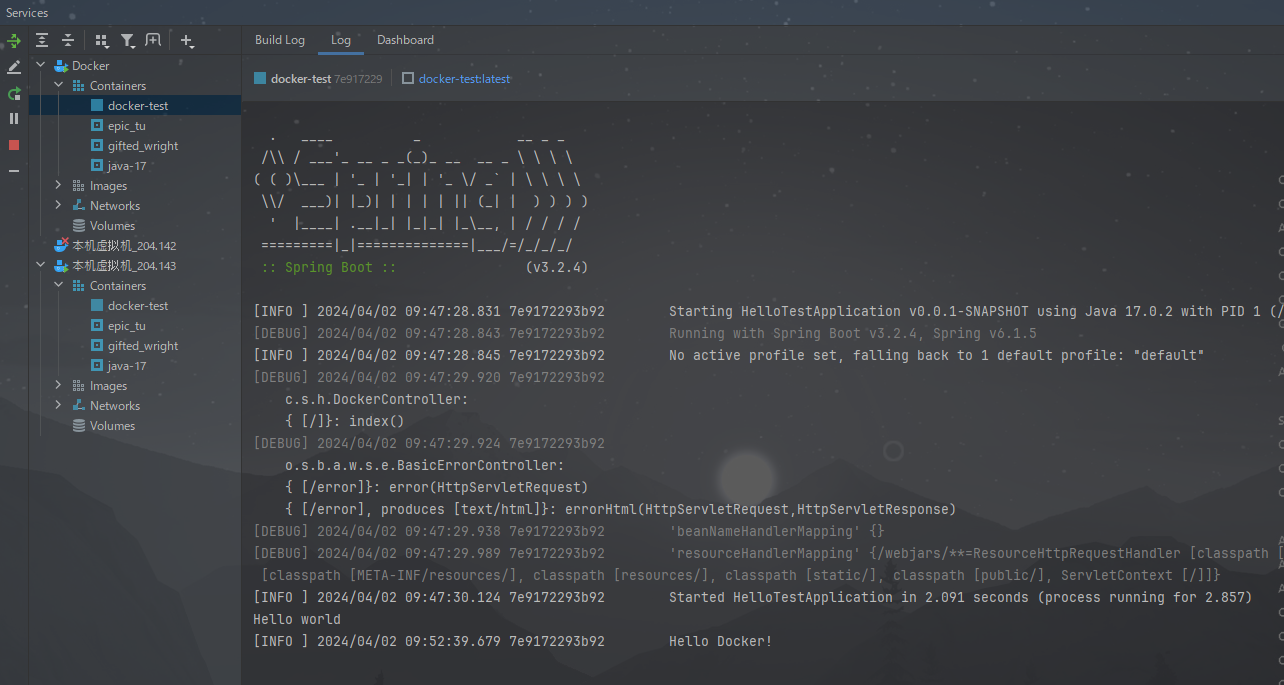 Services
Build Log Log Dashboard
docker-test 7e917229 docker-test:latest
Docker
Containers
docker-test
epic_tu
gifted_wright
java-17
Images
Networks
Volumes
本机虚拟机_204.142
本机虚拟机_204.143
Containers
docker-test
epic_tu
gifted_wright
java-17
Images
Networks
Volumes
  .   ____          _            __ _ _
 /\\ / ___'_ __ _ _(_)_ __  __ _ \ \ \ \
( ( )\___ | '_ | '_| | '_ \/ _` | \ \ \ \
 \\/  ___)| |_)| | | | | || (_| |  ) ) ) )
  '  |____| .__|_| |_|_| |_\__, | / / / /
 =========|_|==============|___/=/_/_/_/
 :: Spring Boot ::                (v3.2.4)
[INFO ] 2024/04/02 09:47:28.831 7e9172293b92        Starting HelloTestApplication v0.0.1-SNAPSHOT using Java 17.0.2 with PID 1 (/
[DEBUG] 2024/04/02 09:47:28.843 7e9172293b92        Running with Spring Boot v3.2.4, Spring v6.1.5
[INFO ] 2024/04/02 09:47:28.845 7e9172293b92        No active profile set, falling back to 1 default profile: "default"
[DEBUG] 2024/04/02 09:47:29.920 7e9172293b92
    c.s.h.DockerController:
    { [/]}: index()
[DEBUG] 2024/04/02 09:47:29.924 7e9172293b92
    o.s.b.a.w.s.e.BasicErrorController:
    { [/error]}: error(HttpServletRequest)
    { [/error], produces [text/html]}: errorHtml(HttpServletRequest,HttpServletResponse)
[DEBUG] 2024/04/02 09:47:29.938 7e9172293b92        'beanNameHandlerMapping' {}
[DEBUG] 2024/04/02 09:47:29.989 7e9172293b92        'resourceHandlerMapping' {/webjars/**=ResourceHttpRequestHandler [classpath [
 [classpath [META-INF/resources/], classpath [resources/], classpath [static/], classpath [public/], ServletContext [/]]}
[INFO ] 2024/04/02 09:47:30.124 7e9172293b92        Started HelloTestApplication in 2.091 seconds (process running for 2.857)
Hello world
[INFO ] 2024/04/02 09:52:39.679 7e9172293b92        Hello Docker!